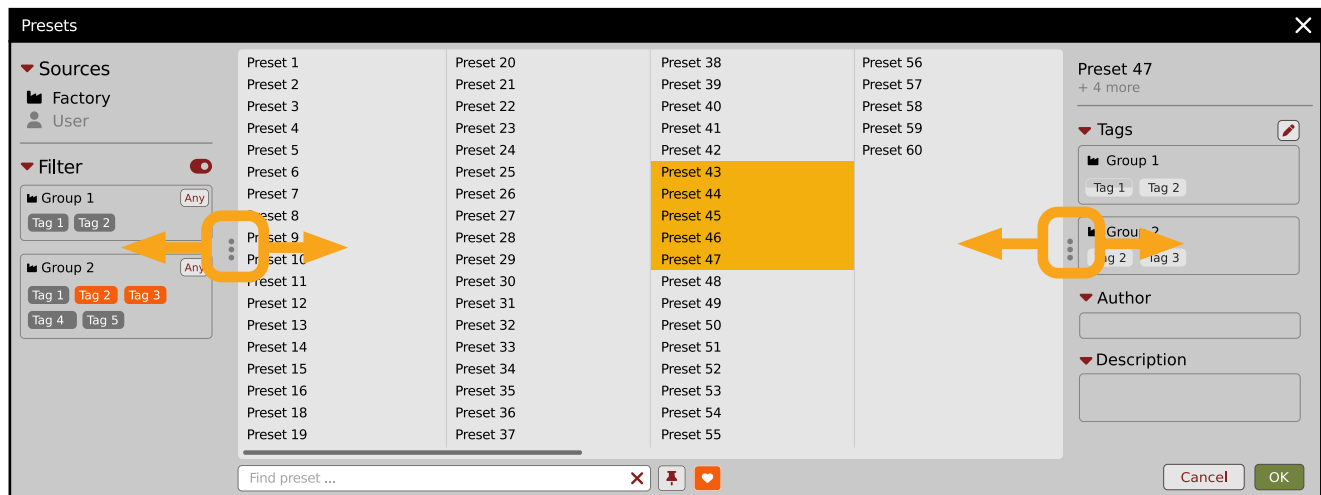 Presets
Sources
Factory
User
Filter
Group 1
Any
Tag 1 Tag 2
Group 2
Any
Tag 1 Tag 2 Tag 3
Tag 4 Tag 5
Preset 1
Preset 2
Preset 3
Preset 4
Preset 5
Preset 6
Preset 7
Preset 8
Preset 9
Preset 10
Preset 11
Preset 12
Preset 13
Preset 14
Preset 15
Preset 16
Preset 18
Preset 19
Preset 20
Preset 21
Preset 22
Preset 23
Preset 24
Preset 25
Preset 26
Preset 27
Preset 28
Preset 29
Preset 30
Preset 31
Preset 32
Preset 33
Preset 34
Preset 35
Preset 36
Preset 37
Preset 38
Preset 39
Preset 40
Preset 41
Preset 42
Preset 43
Preset 44
Preset 45
Preset 46
Preset 47
Preset 48
Preset 49
Preset 50
Preset 51
Preset 52
Preset 53
Preset 54
Preset 55
Preset 56
Preset 57
Preset 58
Preset 59
Preset 60
Find preset ...
Preset 47
+ 4 more
Tags
Group 1
Tag 1 Tag 2
Group 2
Tag 2 Tag 3
Author
Description
Cancel
OK